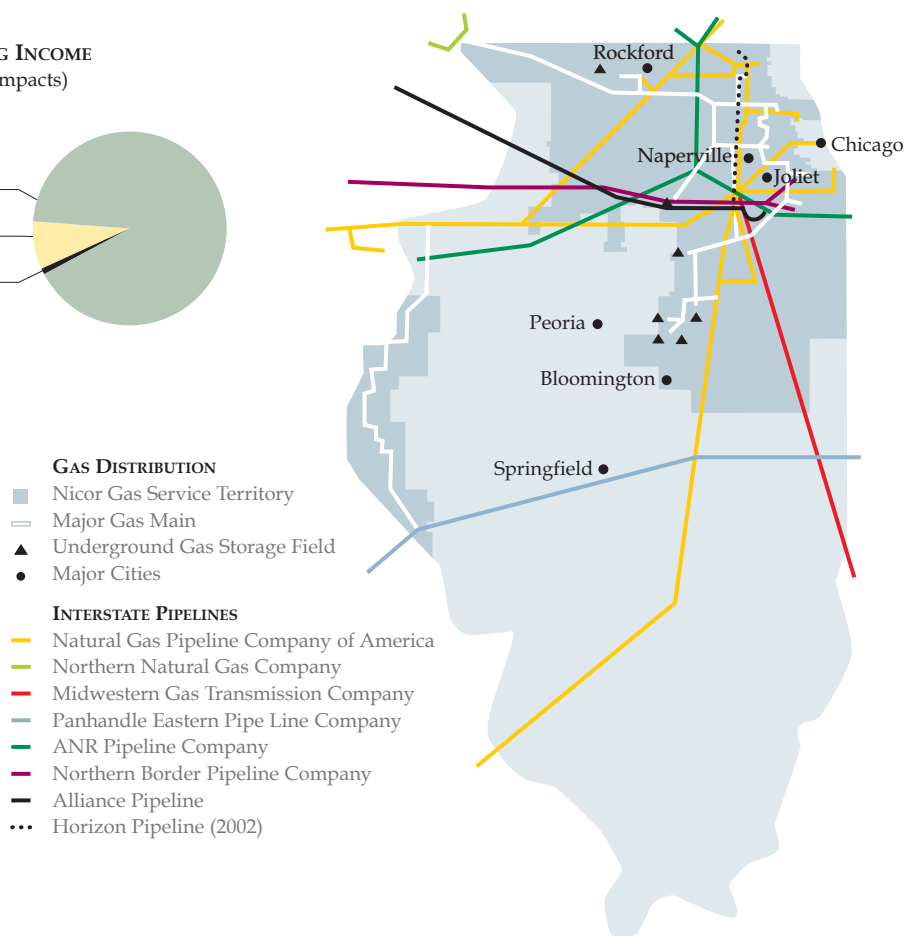 G INCOME
mpacts)
Rockford
Chicago
Naperville
Joliet
Peoria
Bloomington
Springfield
GAS DISTRIBUTION
Nicor Gas Service Territory
Major Gas Main
Underground Gas Storage Field
Major Cities
INTERSTATE PIPELINES
Natural Gas Pipeline Company of America
Northern Natural Gas Company
Midwestern Gas Transmission Company
Panhandle Eastern Pipe Line Company
ANR Pipeline Company
Northern Border Pipeline Company
Alliance Pipeline
Horizon Pipeline (2002)